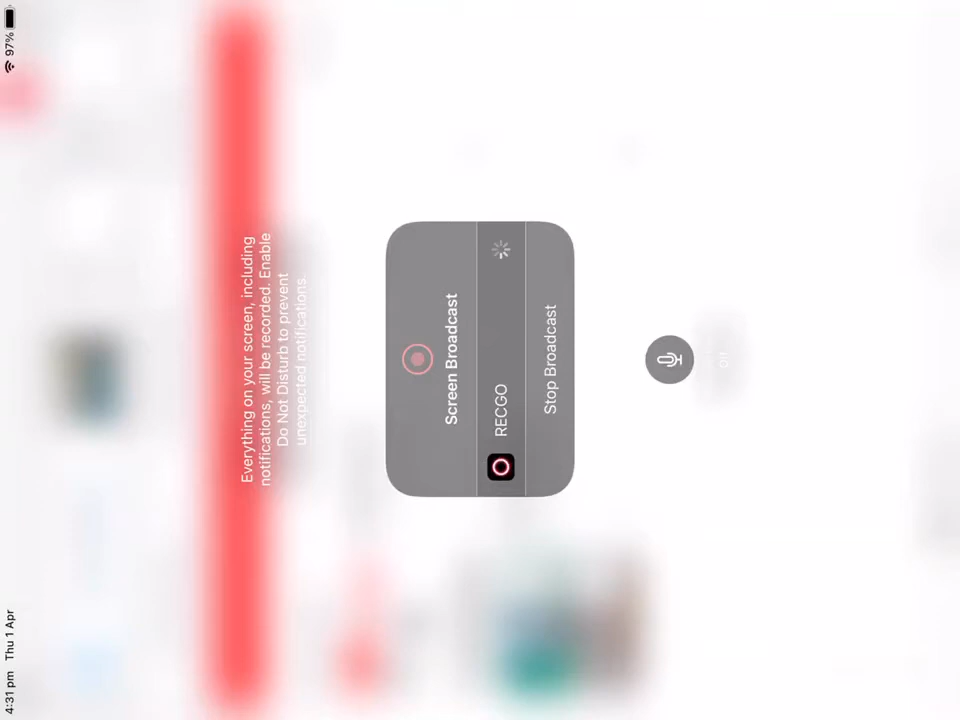 4:31 pm Thu 1 Apr
97%
Everything on your screen, including
notifications, will be recorded. Enable
Do Not Disturb to prevent
unexpected notifications.
Screen Broadcast
RECGO
Stop Broadcast
Off